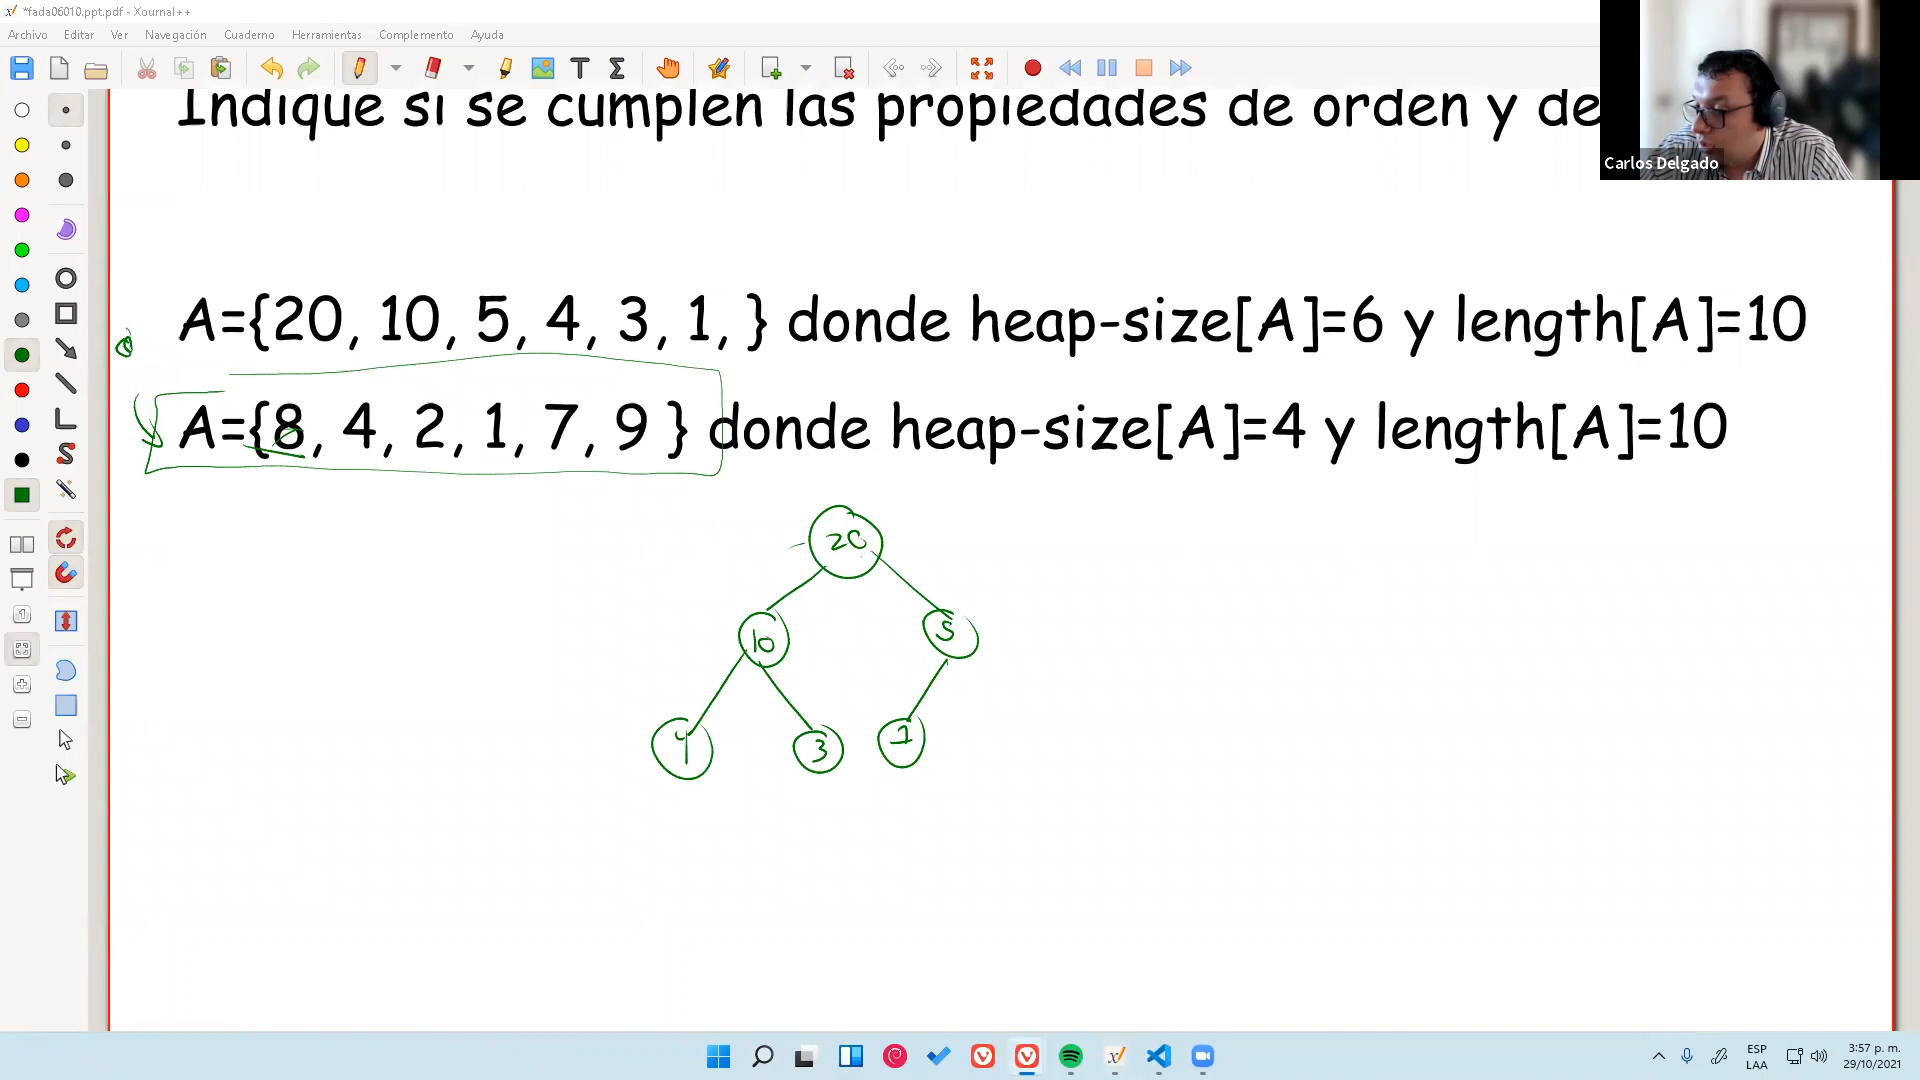 *fada06010.ppt.pdf - Xournal++
Archivo Editar Ver Navegación Cuaderno Herramientas Complemento Ayuda
Indique si se cumplen las propiedades de orden y de
Carlos Delgado
A={20, 10, 5, 4, 3, 1, } donde heap-size[A]=6 y length[A]=10
A={8, 4, 2, 1, 7, 9 } donde heap-size[A]=4 y length[A]=10
20
10 5
4 3 1
ESP
LAA
3:57 p. m.
29/10/2021